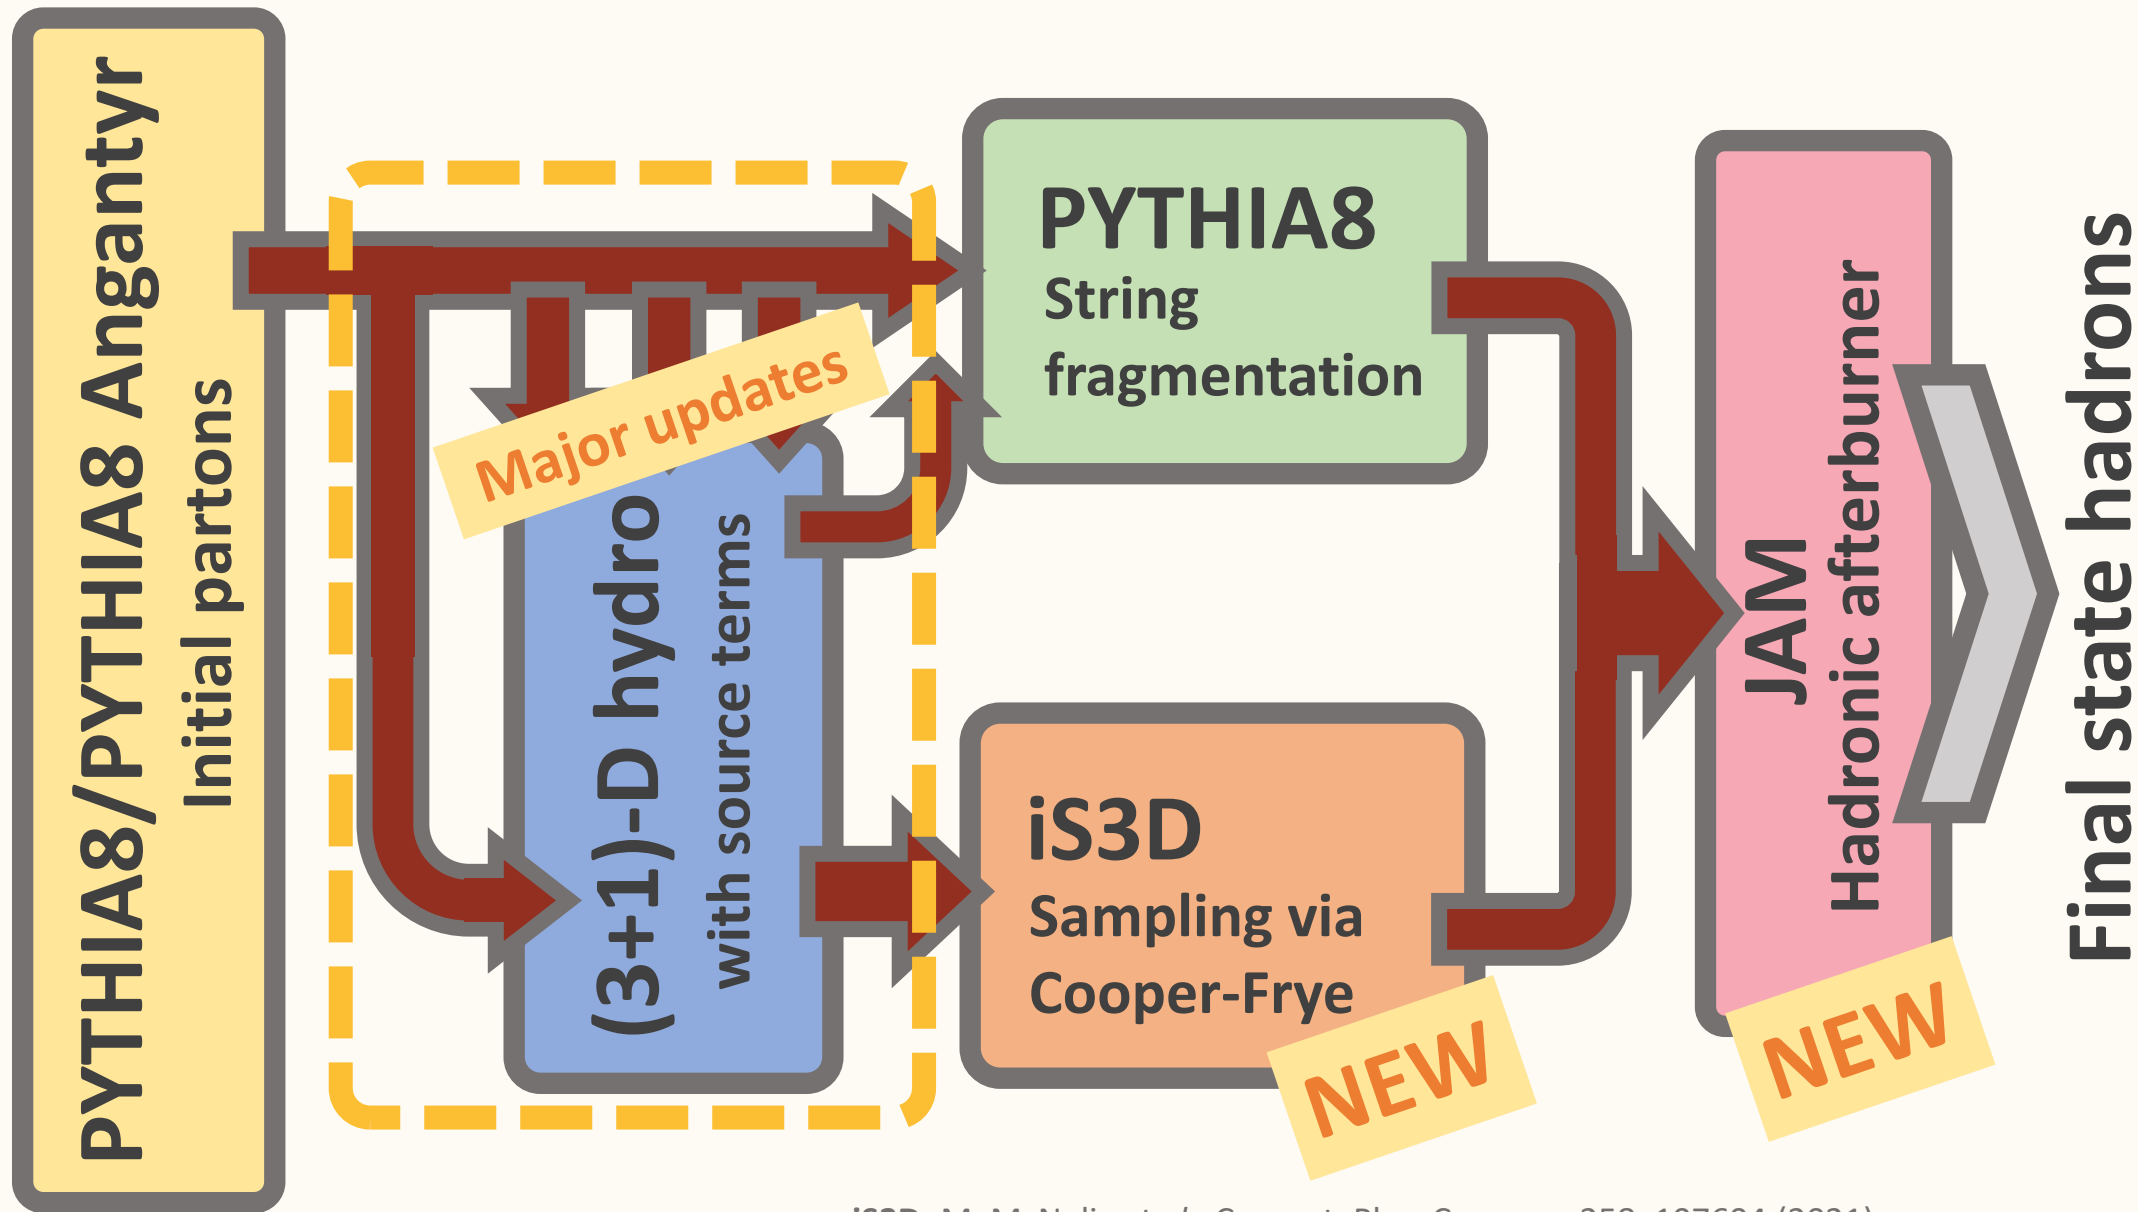 PYTHIA8/PYTHIA8 Angantyr
Initial partons
Major updates
(3+1)-D hydro
with source terms
PYTHIA8
String
fragmentation
iS3D
Sampling via
Cooper-Frye
NEW
JAM
Hadronic afterburner
NEW
Final state hadrons